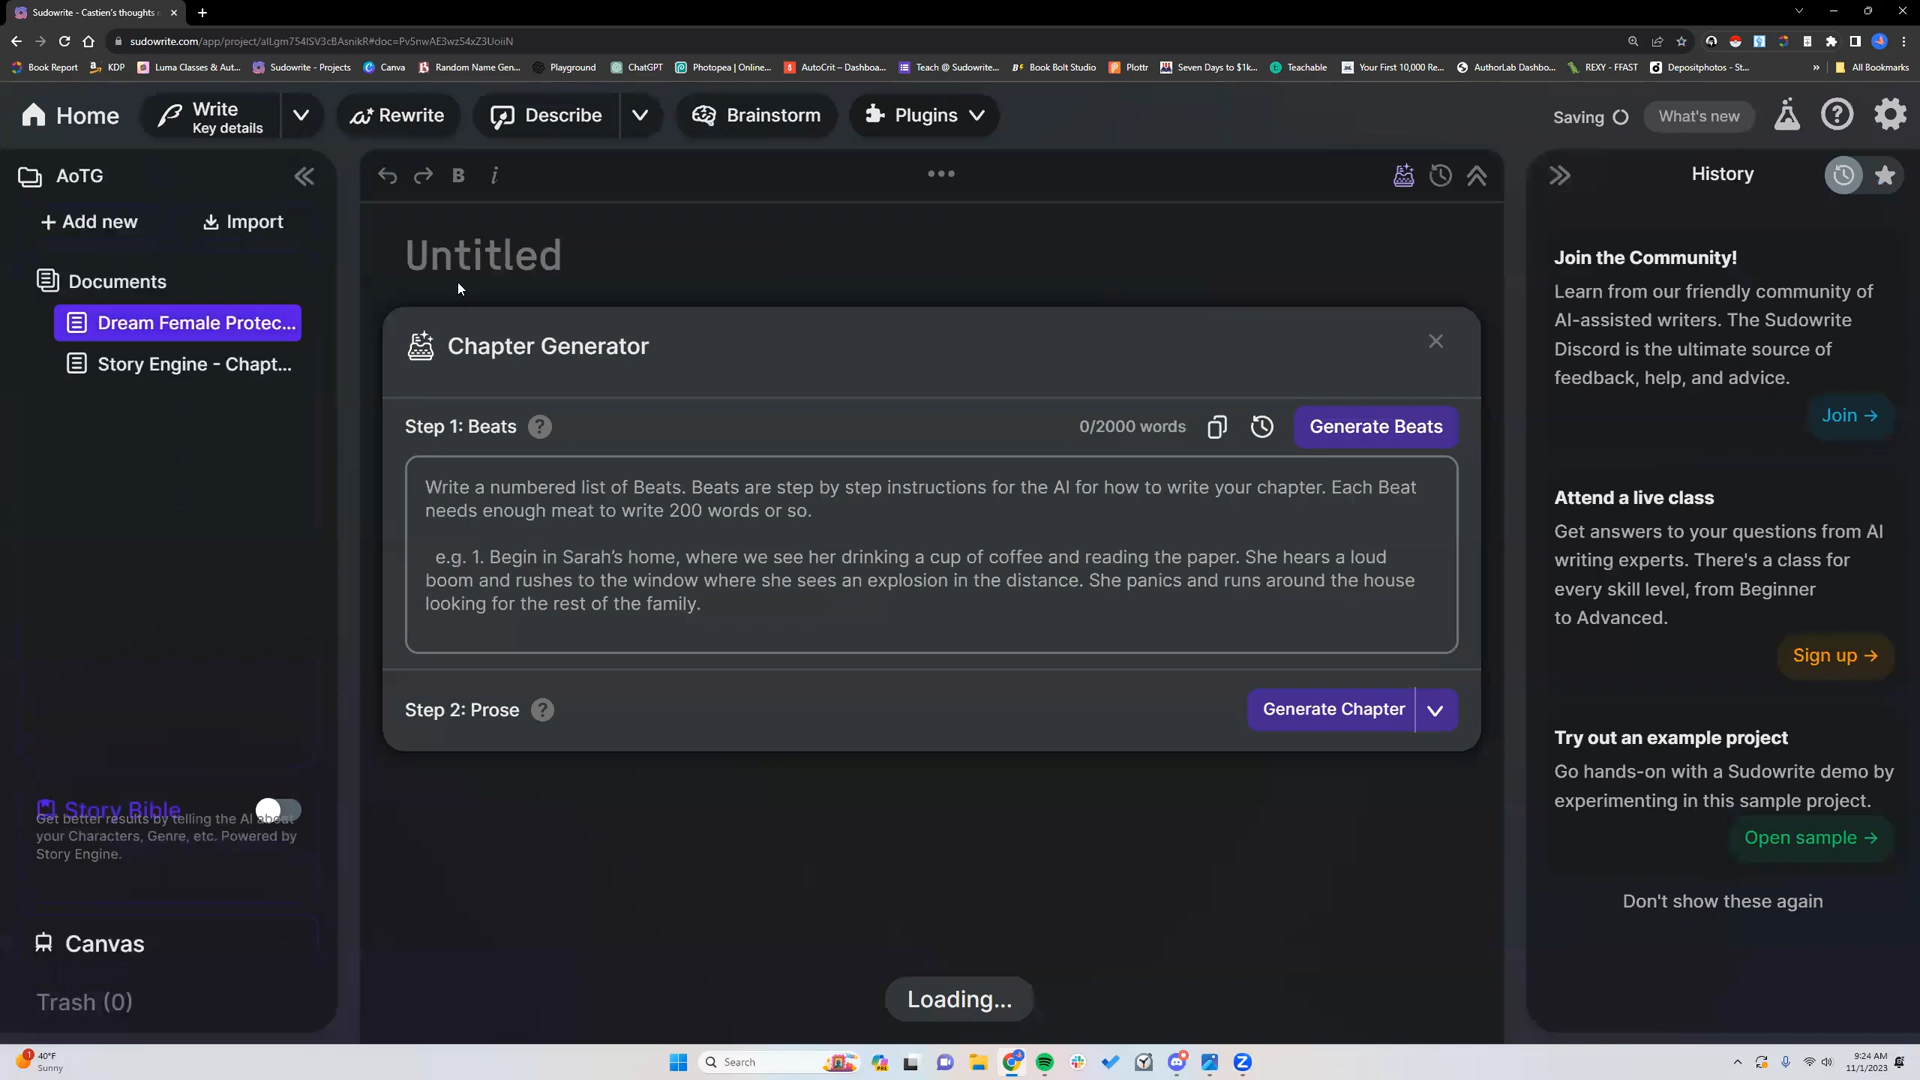 Sudowrite - Castien's thoughts
sudowrite.com/app/project/alLgm754ISV3cBAsnikR#doc=Pv5nwAE3wz54xZ3UoiiN
Book Report KDP Luma Classes & Aut... Sudowrite - Projects Canva Random Name Gen... Playground ChatGPT Photopea | Online... AutoCrit – Dashboa... Teach @ Sudowrite... Book Bolt Studio Plottr Seven Days to $1k... Teachable Your First 10,000 Re... AuthorLab Dashbo... REXY - FFAST Depositphotos - St... » All Bookmarks
Home
Write
Key details
Rewrite
Describe
Brainstorm
Plugins
Saving
What's new
AoTG
+ Add new
Import
Documents
Dream Female Protec...
Story Engine - Chapt...
Story Bible
Get better results by telling the AI about
your Characters, Genre, etc. Powered by
Story Engine.
Canvas
Trash (0)
B i
Untitled
Chapter Generator
Step 1: Beats
0/2000 words
Generate Beats
Write a numbered list of Beats. Beats are step by step instructions for the AI for how to write your chapter. Each Beat
needs enough meat to write 200 words or so.
e.g. 1. Begin in Sarah’s home, where we see her drinking a cup of coffee and reading the paper. She hears a loud
boom and rushes to the window where she sees an explosion in the distance. She panics and runs around the house
looking for the rest of the family.
Step 2: Prose
Generate Chapter
Loading...
History
Join the Community!
Learn from our friendly community of
AI-assisted writers. The Sudowrite
Discord is the ultimate source of
feedback, help, and advice.
Join →
Attend a live class
Get answers to your questions from AI
writing experts. There's a class for
every skill level, from Beginner
to Advanced.
Sign up →
Try out an example project
Go hands-on with a Sudowrite demo by
experimenting in this sample project.
Open sample →
Don't show these again
40°F
Sunny
Search
9:24 AM
11/1/2023